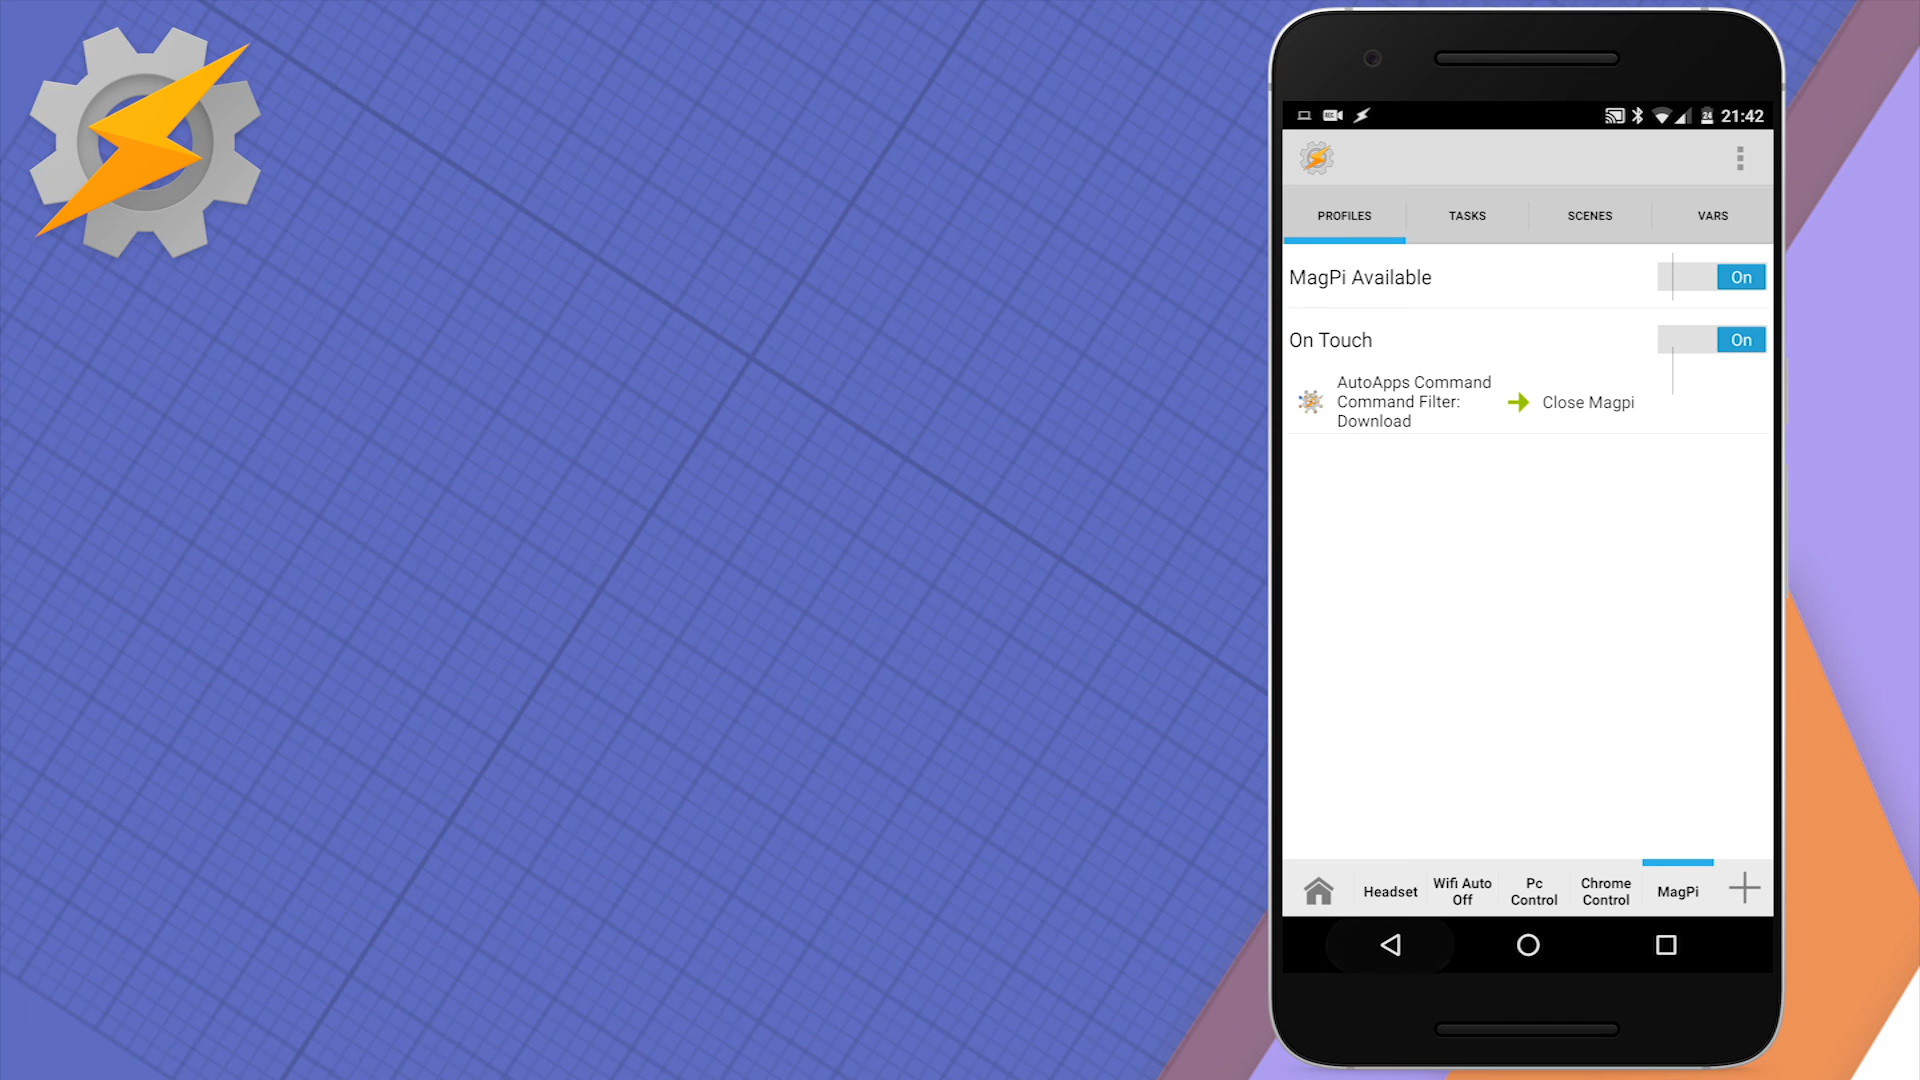 21:42
PROFILES
TASKS
SCENES
VARS
MagPi Available
On
On Touch
On
AutoApps Command
Command Filter:
Download
Close Magpi
Headset
Wifi Auto
Off
Pc
Control
Chrome
Control
MagPi